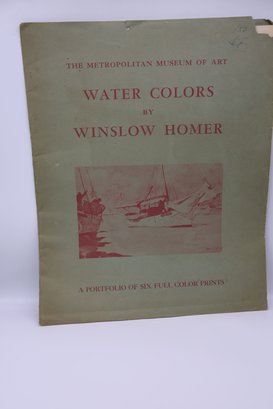 THE METROPOLITAN MUSEUM OF ART
WATER COLORS
BY
WINSLOW HOMER
A PORTFOLIO OF SIX FULL COLOR PRINTS